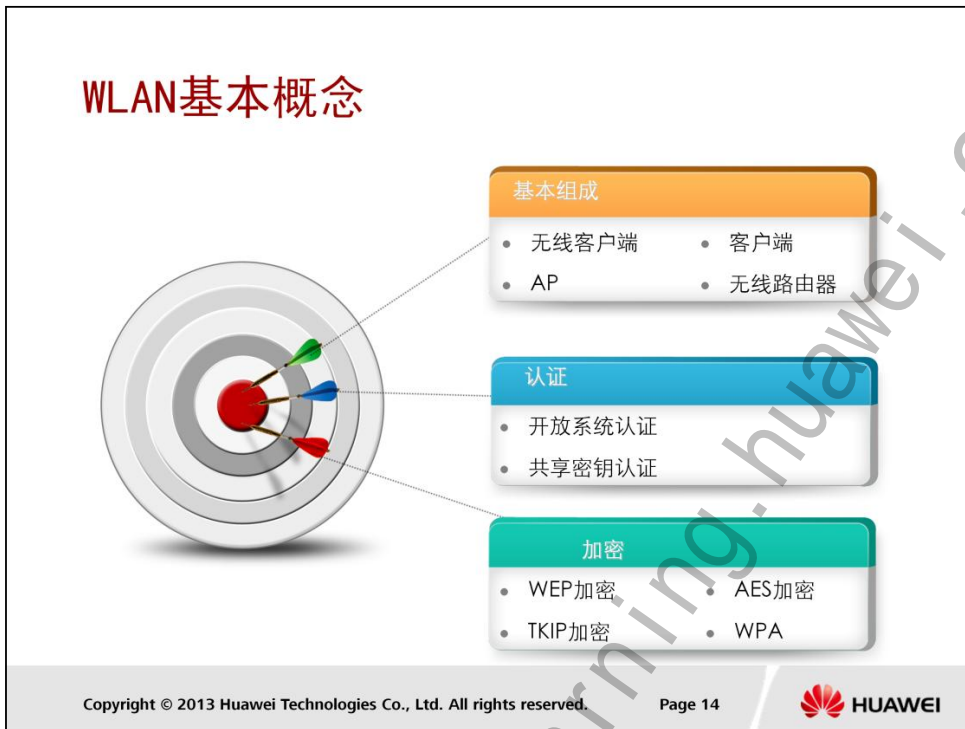 WLAN基本概念
基本组成
• 无线客户端
• 客户端
• AP
• 无线路由器
认证
• 开放系统认证
• 共享密钥认证
加密
• WEP加密
• AES加密
• TKIP加密
• WPA
Copyright © 2013 Huawei Technologies Co., Ltd. All rights reserved.
Page 14
HUAWEI
rning.huawei.